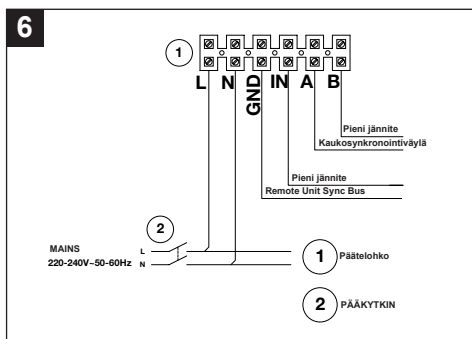 6
1
L N GND IN A B
Pieni jännite
Kaukosynkronointiväylä
Pieni jännite
Remote Unit Sync Bus
2
MAINS
220-240V~50-60Hz
L
N
1 Päätelohko
2 PÄÄKYTKIN